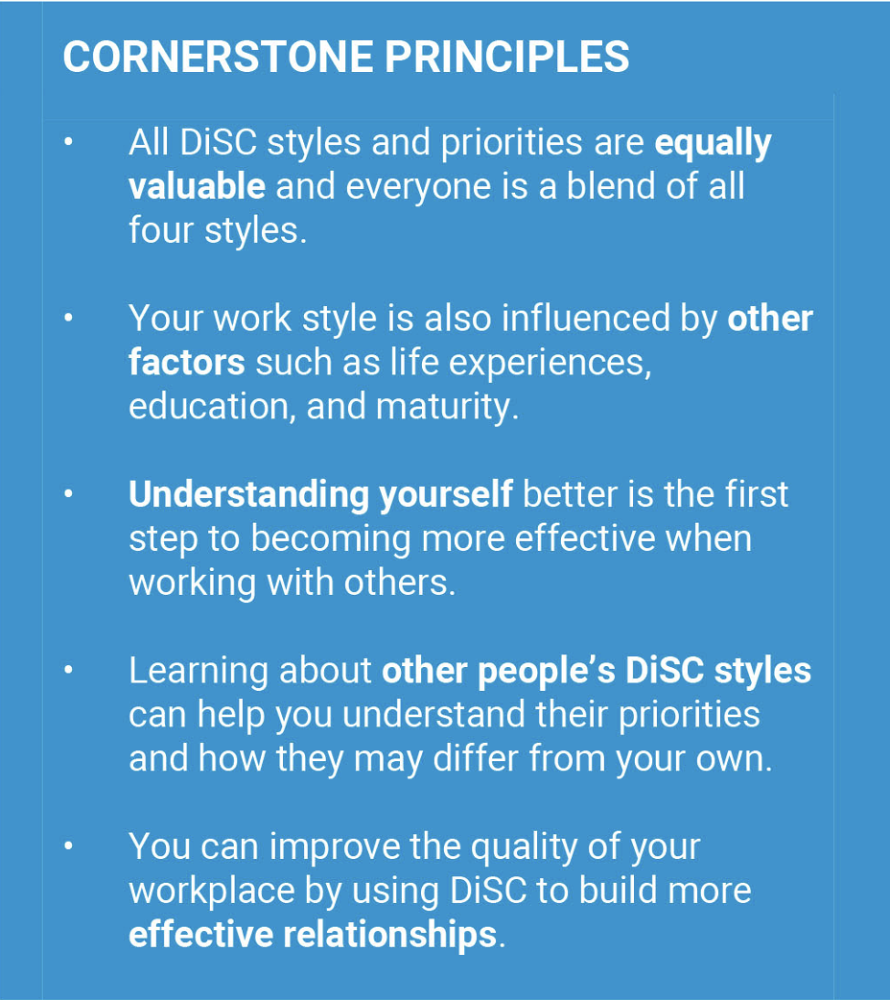 CORNERSTONE PRINCIPLES
• All DiSC styles and priorities are equally
valuable and everyone is a blend of all
four styles.
• Your work style is also influenced by other
factors such as life experiences,
education, and maturity.
• Understanding yourself better is the first
step to becoming more effective when
working with others.
• Learning about other people’s DiSC styles
can help you understand their priorities
and how they may differ from your own.
• You can improve the quality of your
workplace by using DiSC to build more
effective relationships.